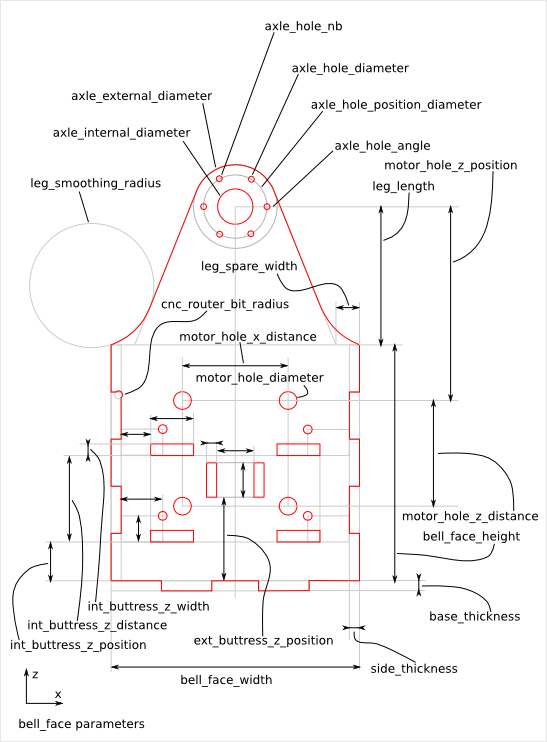 axle_hole_nb
axle_hole_diameter
axle_external_diameter
axle_hole_position_diameter
axle_internal_diameter
axle_hole_angle
motor_hole_z_position
leg_smoothing_radius
leg_length
leg_spare_width
cnc_router_bit_radius
motor_hole_x_distance
motor_hole_diameter
motor_hole_z_distance
bell_face_height
int_buttress_z_width
base_thickness
int_buttress_z_distance
ext_buttress_z_position
int_buttress_z_position
side_thickness
bell_face_width
z
x
bell_face parameters